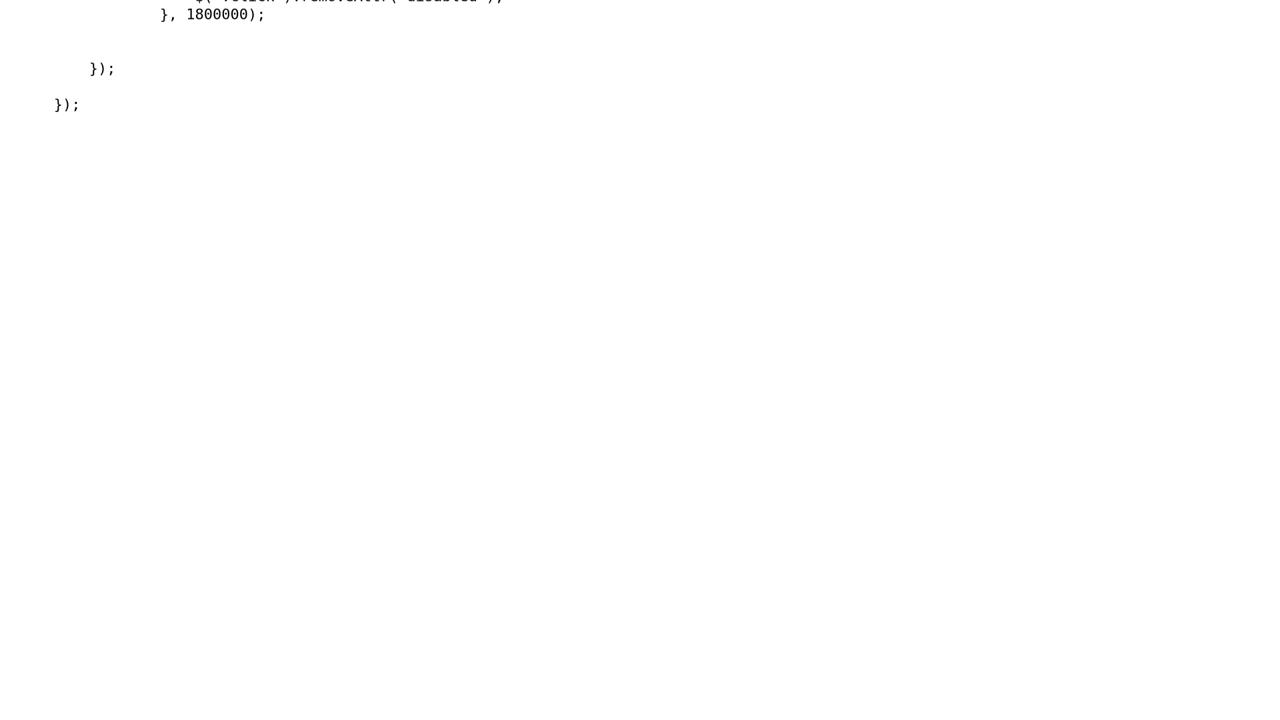 }, 1800000);
});
});